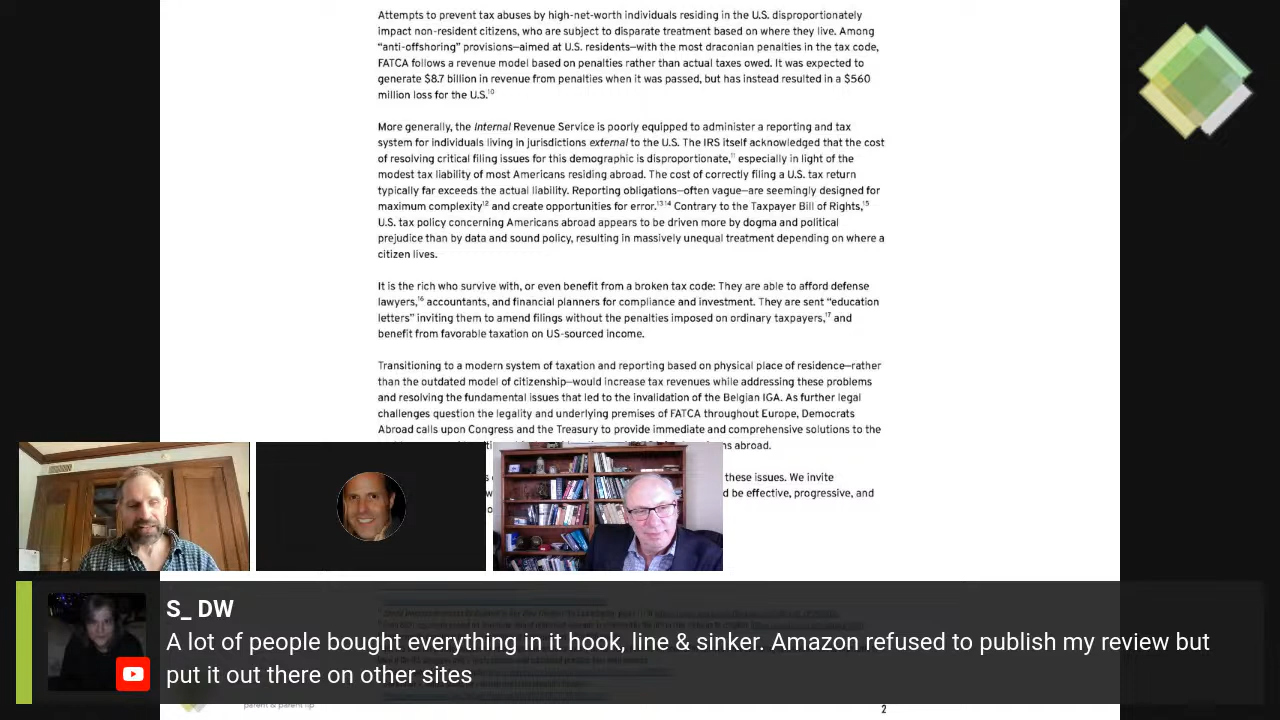 Attempts to prevent tax abuses by high-net-worth individuals residing in the U.S. disproportionately
impact non-resident citizens, who are subject to disparate treatment based on where they live. Among
“anti-offshoring” provisions—aimed at U.S. residents—with the most draconian penalties in the tax code,
FATCA follows a revenue model based on penalties rather than actual taxes owed. It was expected to
generate $8.7 billion in revenue from penalties when it was passed, but has instead resulted in a $560
million loss for the U.S.10
More generally, the Internal Revenue Service is poorly equipped to administer a reporting and tax
system for individuals living in jurisdictions external to the U.S. The IRS itself acknowledged that the cost
of resolving critical filing issues for this demographic is disproportionate,11 especially in light of the
modest tax liability of most Americans residing abroad. The cost of correctly filing a U.S. tax return
typically far exceeds the actual liability. Reporting obligations—often vague—are seemingly designed for
maximum complexity12 and create opportunities for error.13 14 Contrary to the Taxpayer Bill of Rights,15
U.S. tax policy concerning Americans abroad appears to be driven more by dogma and political
prejudice than by data and sound policy, resulting in massively unequal treatment depending on where a
citizen lives.
It is the rich who survive with, or even benefit from a broken tax code: They are able to afford defense
lawyers,16 accountants, and financial planners for compliance and investment. They are sent “education
letters” inviting them to amend filings without the penalties imposed on ordinary taxpayers,17 and
benefit from favorable taxation on US-sourced income.
Transitioning to a modern system of taxation and reporting based on physical place of residence—rather
than the outdated model of citizenship—would increase tax revenues while addressing these problems
and resolving the fundamental issues that led to the invalidation of the Belgian IGA. As further legal
challenges question the legality and underlying premises of FATCA throughout Europe, Democrats
Abroad calls upon Congress and the Treasury to provide immediate and comprehensive solutions to the
abroad.
these issues. We invite
be effective, progressive, and
S_ DW
A lot of people bought everything in it hook, line & sinker. Amazon refused to publish my review but
put it out there on other sites
parent & parent llp
2